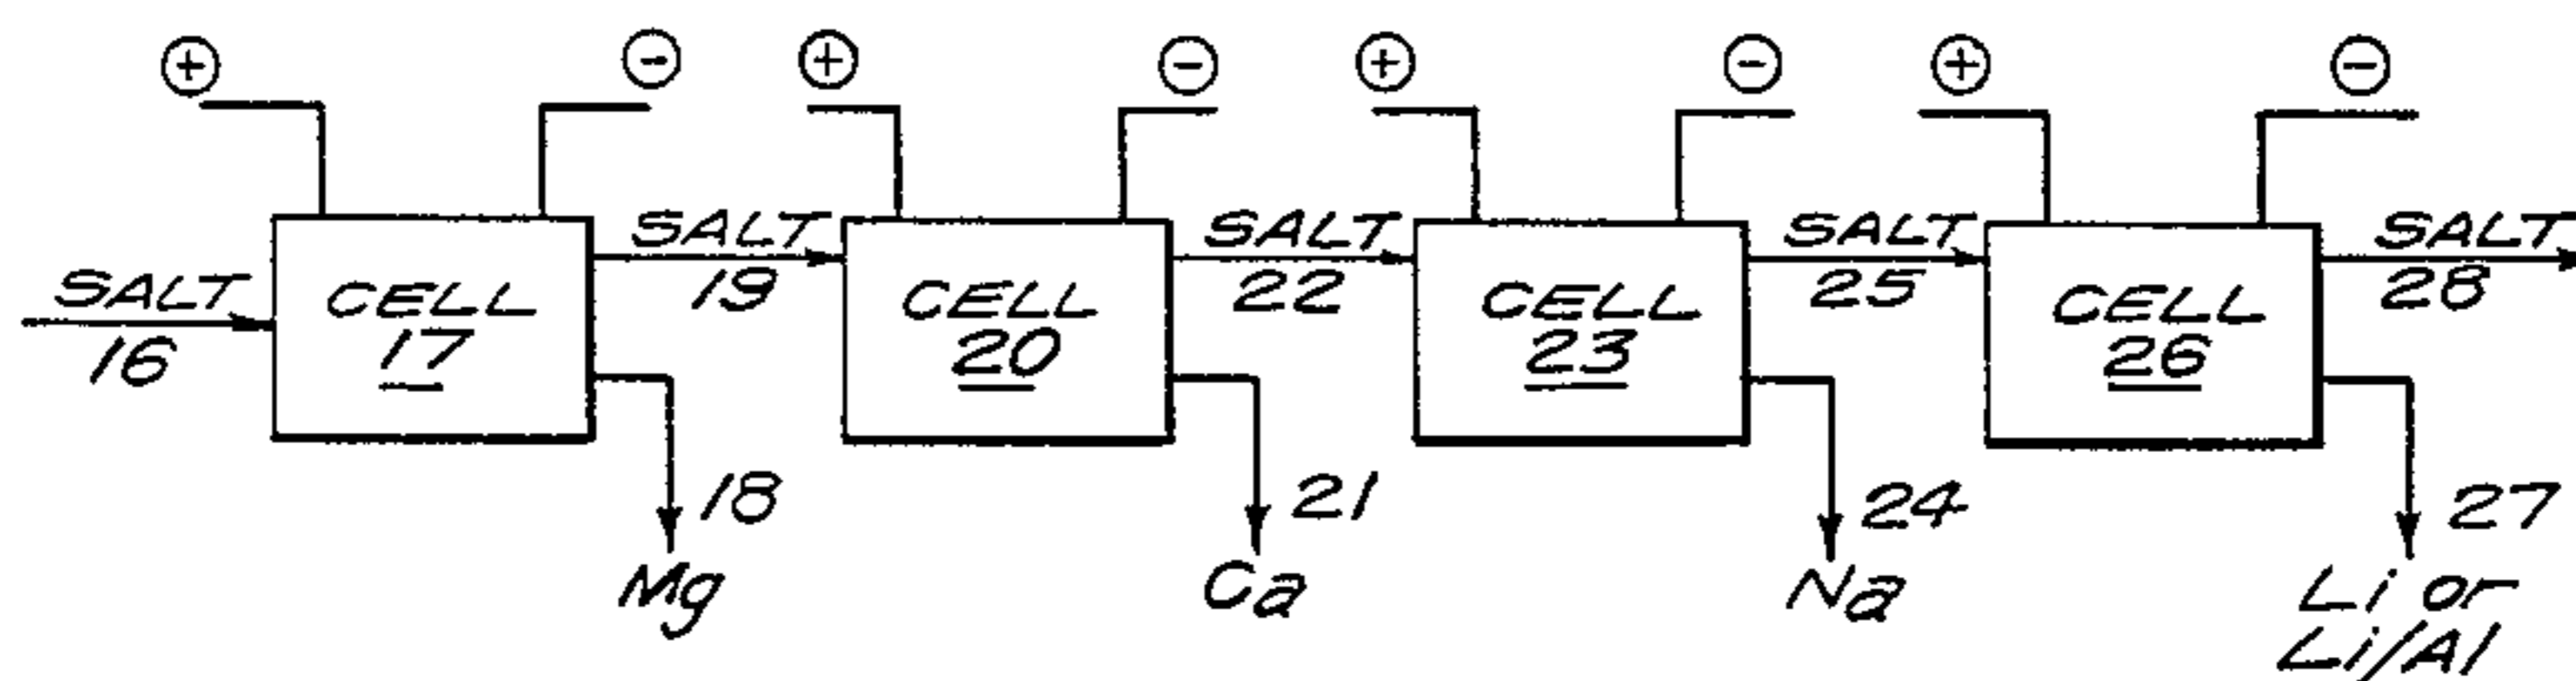 + - + - + - + -
SALT 16
CELL 17
SALT 19
CELL 20
SALT 22
CELL 23
SALT 25
CELL 26
SALT 28
18
Mg
21
Ca
24
Na
27
Li or
Li/Al